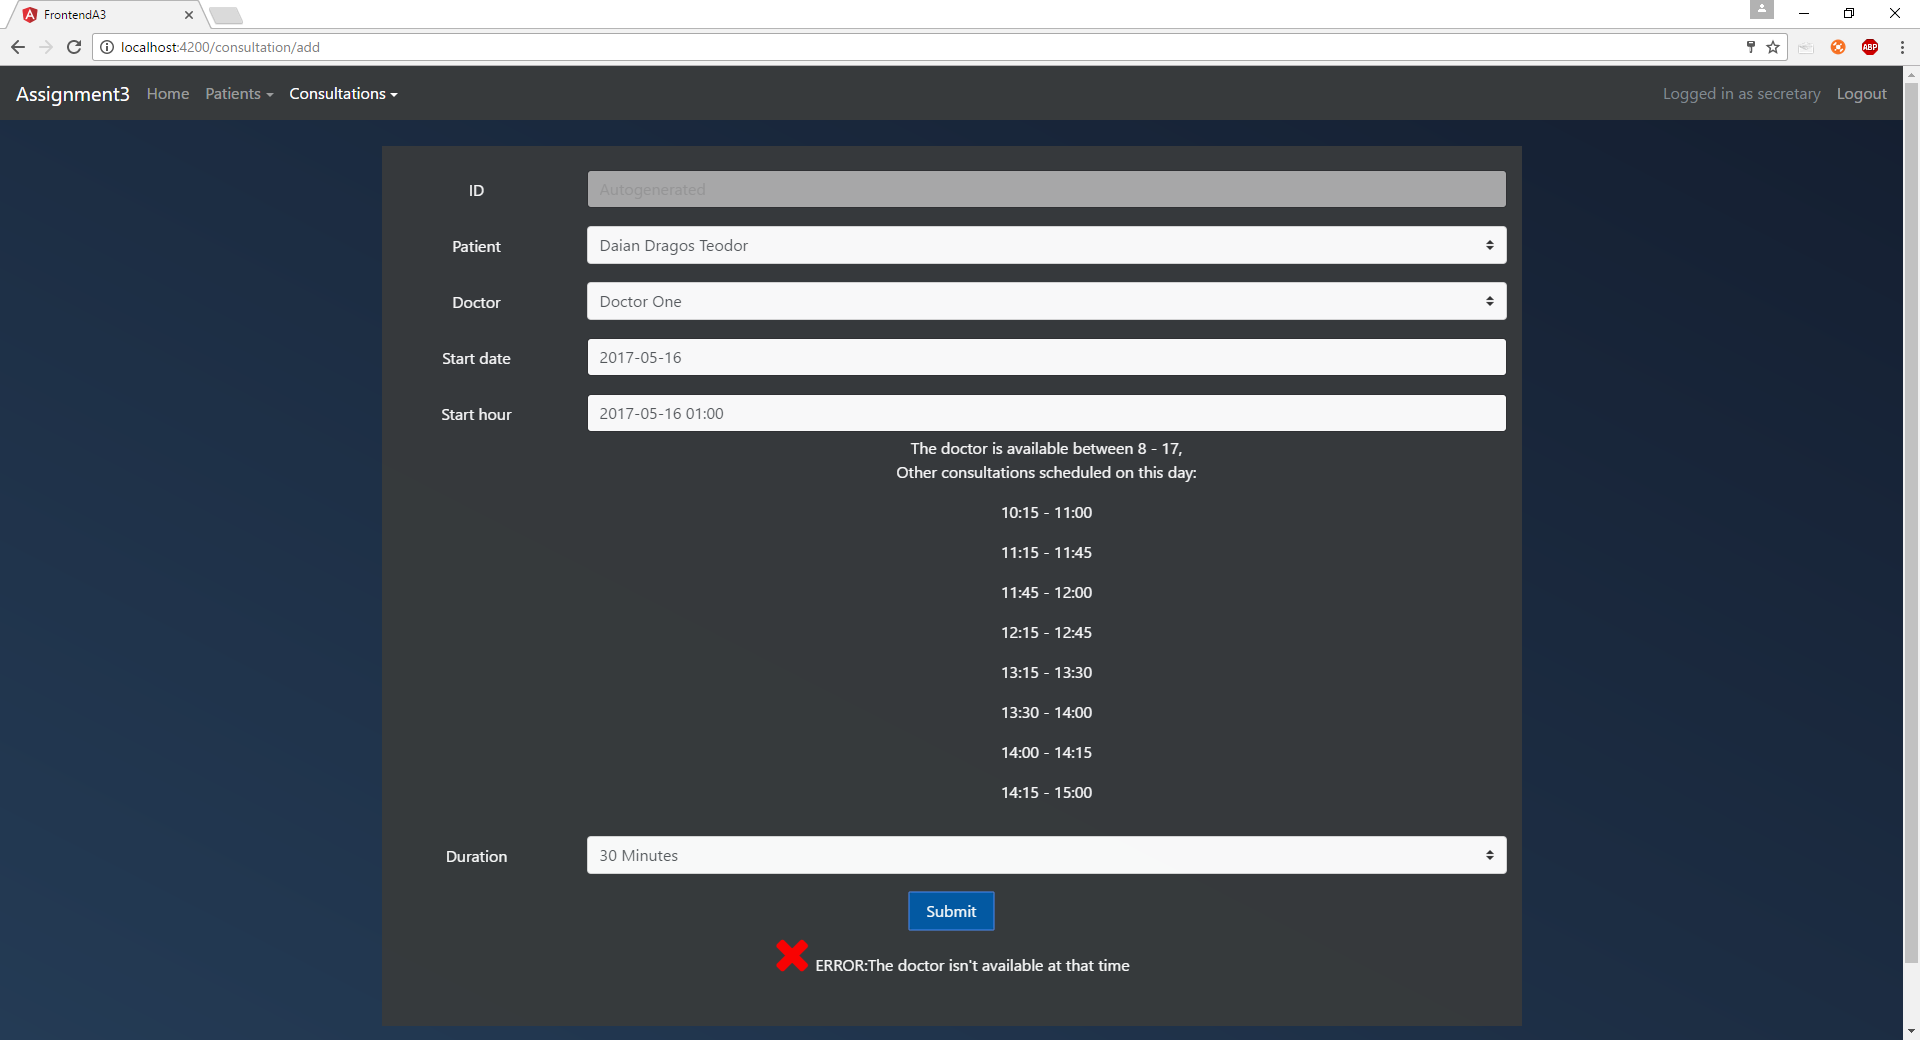 FrontendA3
localhost:4200/consultation/add
ABP
Assignment3 Home Patients Consultations Logged in as secretary Logout
ID Autogenerated
Patient Daian Dragos Teodor
Doctor Doctor One
Start date 2017-05-16
Start hour 2017-05-16 01:00
The doctor is available between 8 - 17,
Other consultations scheduled on this day:
10:15 - 11:00
11:15 - 11:45
11:45 - 12:00
12:15 - 12:45
13:15 - 13:30
13:30 - 14:00
14:00 - 14:15
14:15 - 15:00
Duration 30 Minutes
Submit
ERROR:The doctor isn't available at that time